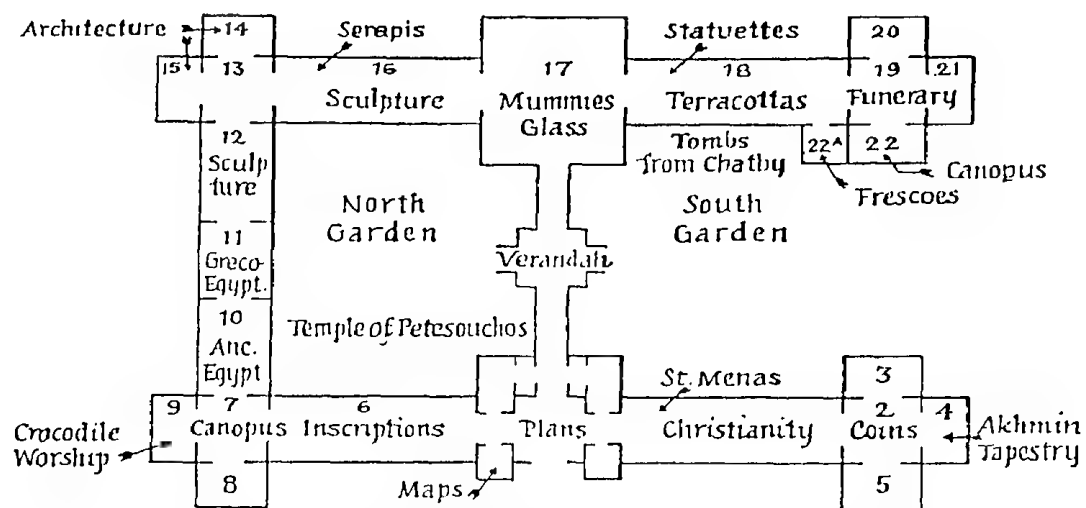 Architecture
14
Serapis
Statuettes
20
15
13
16
17
18
19
21
Sculpture
Mummies
Glass
Terracottas
Funerary
12
Sculp
ture
Tombs
from Chatby
22A
22
Canopus
Frescoes
North
Garden
South
Garden
11
Greco-
Egypt.
Verandah
10
Anc.
Egypt
Temple of Petesouchos
St. Menas
3
9
7
6
2
4
Crocodile
Worship
Canopus
Inscriptions
Plans
Christianity
Coins
Akhmin
Tapestry
8
Maps
5